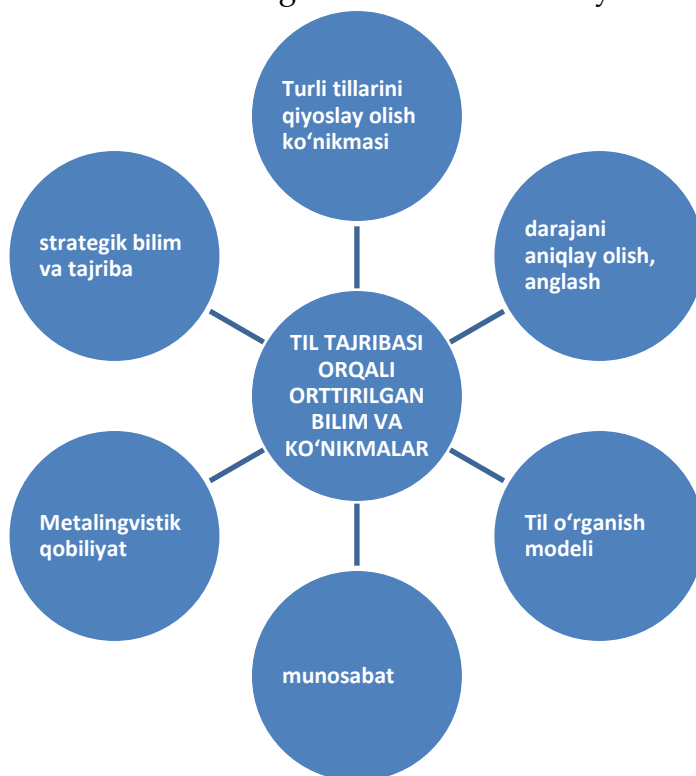 Turli tillarini
qiyoslay olish
ko‘nikmasi
strategik bilim
va tajriba
darajani
aniqlay olish,
anglash
TIL TAJRIBASI
ORQALI
ORTTIRILGAN
BILIM VA
KO‘NIKMALAR
Metalingvistik
qobiliyat
Til o‘rganish
modeli
munosabat